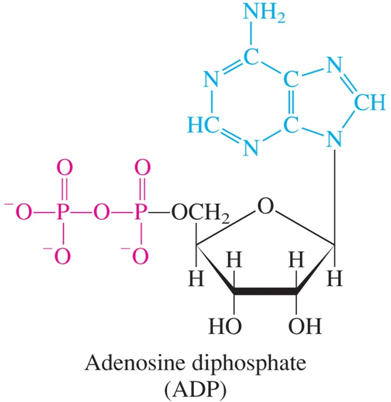 NH₂
C
N C N
HC C CH
N N
O O
⁻O—P—O—P—OCH₂ O
⁻O ⁻O
H H H H
HO OH
Adenosine diphosphate
(ADP)